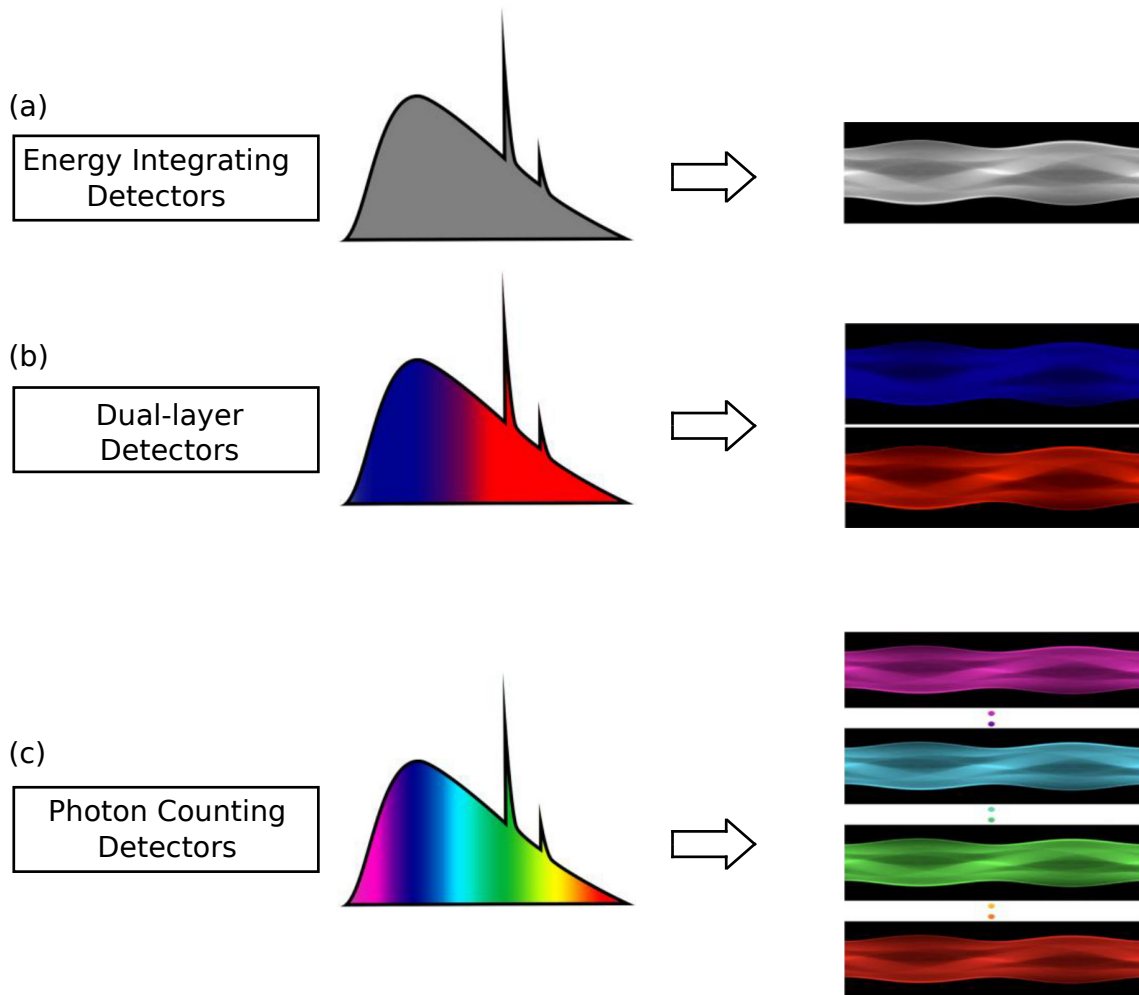 (a)
Energy Integrating
Detectors
(b)
Dual-layer
Detectors
(c)
Photon Counting
Detectors